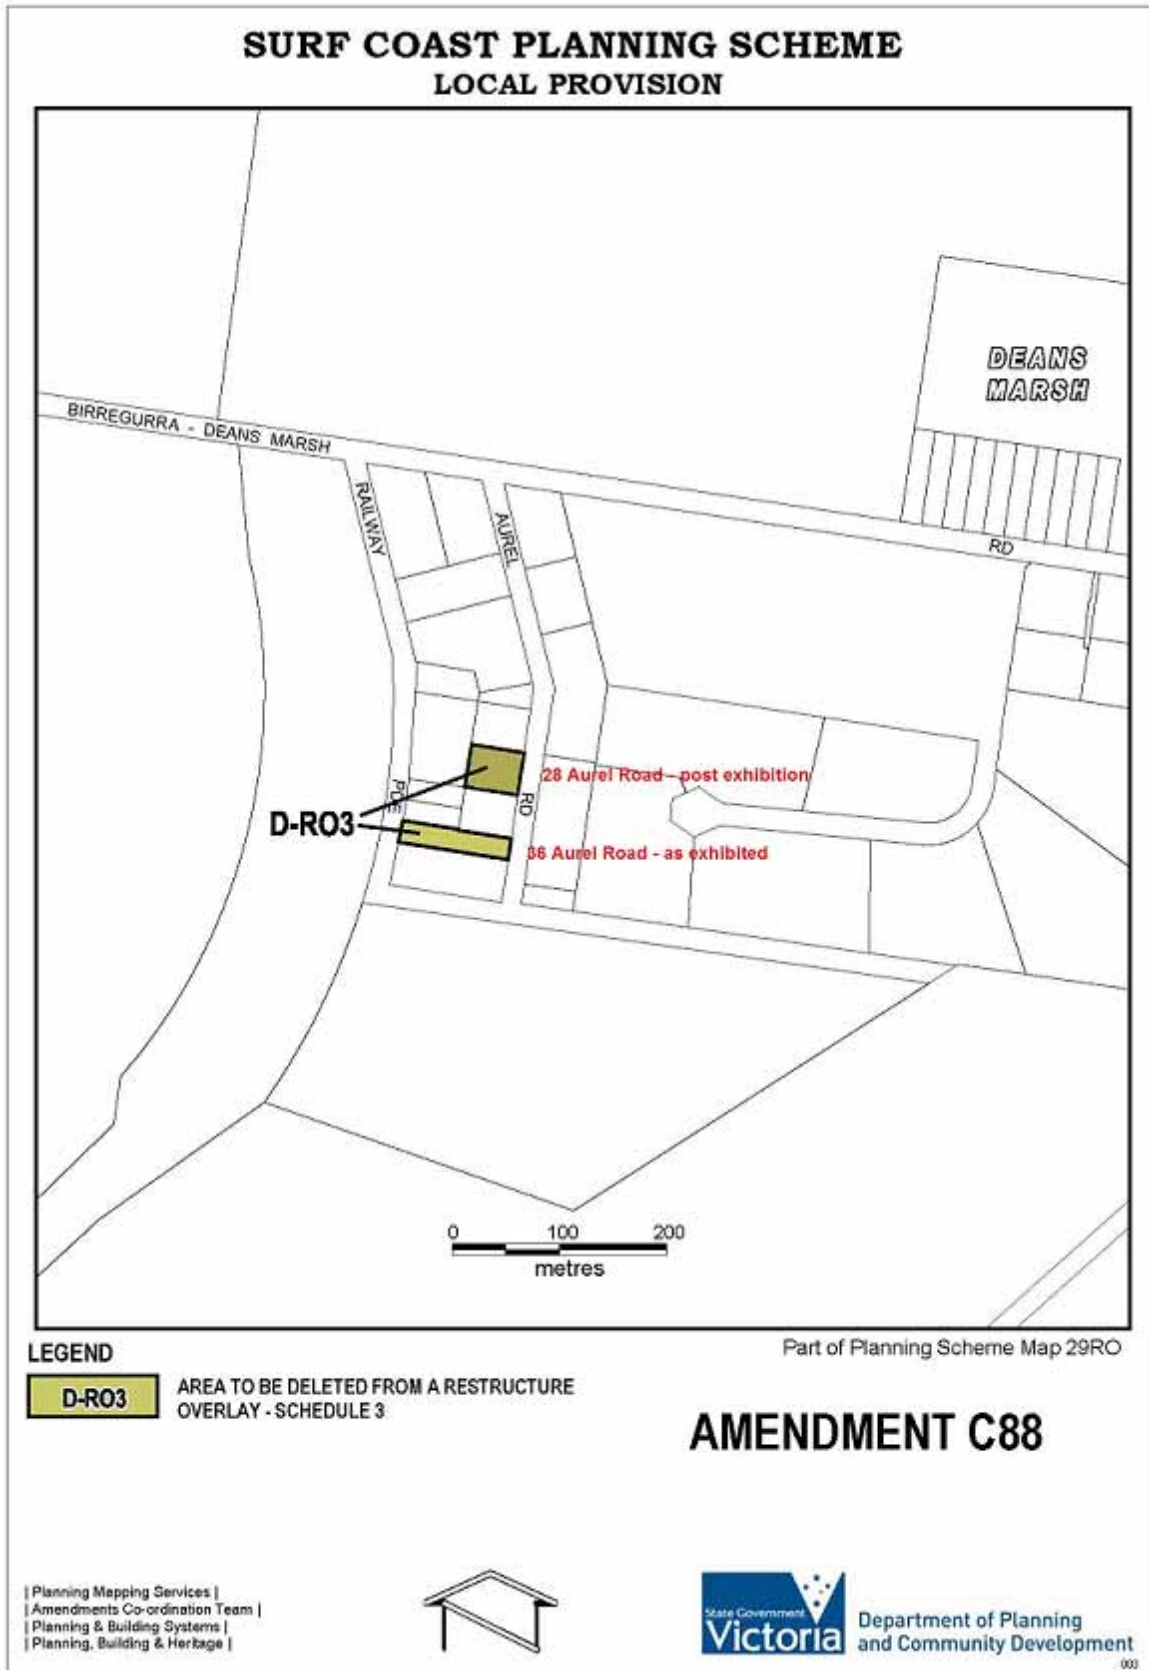 SURF COAST PLANNING SCHEME
LOCAL PROVISION
DEANS
MARSH
BIRREGURRA - DEANS MARSH
RD
RAILWAY
AUREL
PLE
RD
28 Aurel Road - post exhibition
D-RO3
36 Aurel Road - as exhibited
0 100 200
metres
Part of Planning Scheme Map 29RO
LEGEND
D-RO3
AREA TO BE DELETED FROM A RESTRUCTURE
OVERLAY - SCHEDULE 3
AMENDMENT C88
| Planning Mapping Services |
| Amendments Co-ordination Team |
| Planning & Building Systems |
| Planning, Building & Heritage |
State Government
Victoria
Department of Planning
and Community Development
003